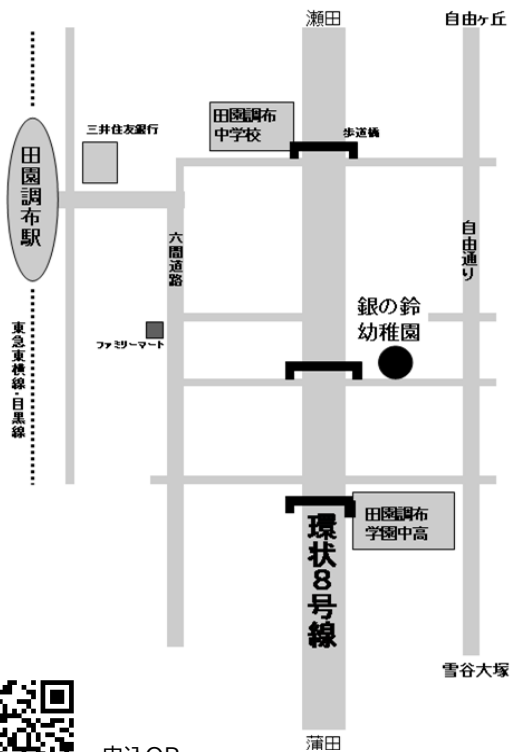 瀬田
自由ヶ丘
田園調布
中学校
歩道橋
三井住友銀行
田園調布駅
六間道路
自由通り
銀の鈴
幼稚園
ファミリーマート
東急東横線・目黒線
田園調布
学園中高
環状8号線
雪谷大塚
蒲田
申込QR